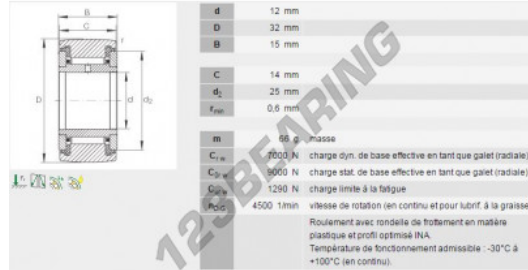 B
C
r
D
d
d2
d 12 mm
D 32 mm
B 15 mm
C 14 mm
d2 25 mm
rmin 0,6 mm
m 66 g masse
Cr w 7000 N charge dyn. de base effective en tant que galet (radiale)
C0r w 9000 N charge stat. de base effective en tant que galet (radiale)
1290 N charge limite à la fatigue
nDG 4500 1/min vitesse de rotation (en continu et pour lubrif. à la graisse
Roulement avec rondelle de frottement en matière
plastique et profil optimisé INA.
Température de fonctionnement admissible : -30°C à
+100°C (en continu).
123BEARING